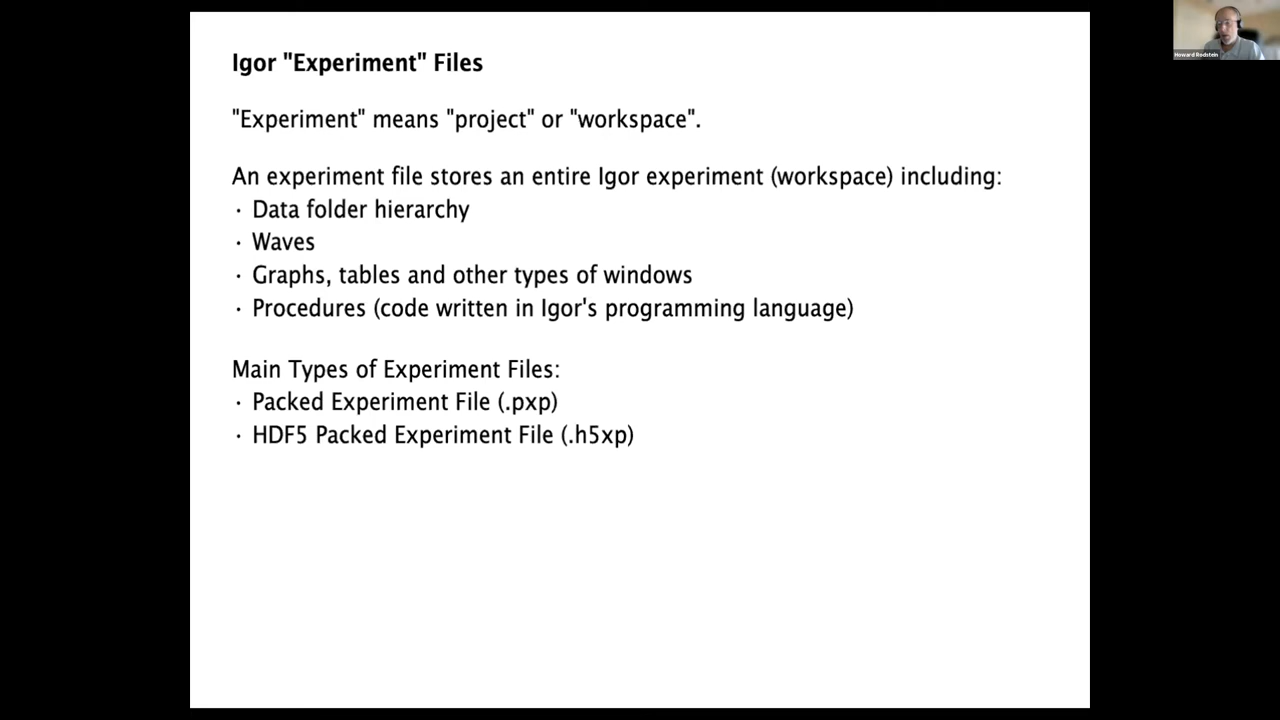 Igor "Experiment" Files
"Experiment" means "project" or "workspace".
An experiment file stores an entire Igor experiment (workspace) including:
· Data folder hierarchy
· Waves
· Graphs, tables and other types of windows
· Procedures (code written in Igor's programming language)
Main Types of Experiment Files:
· Packed Experiment File (.pxp)
· HDF5 Packed Experiment File (.h5xp)
Howard Rodstein